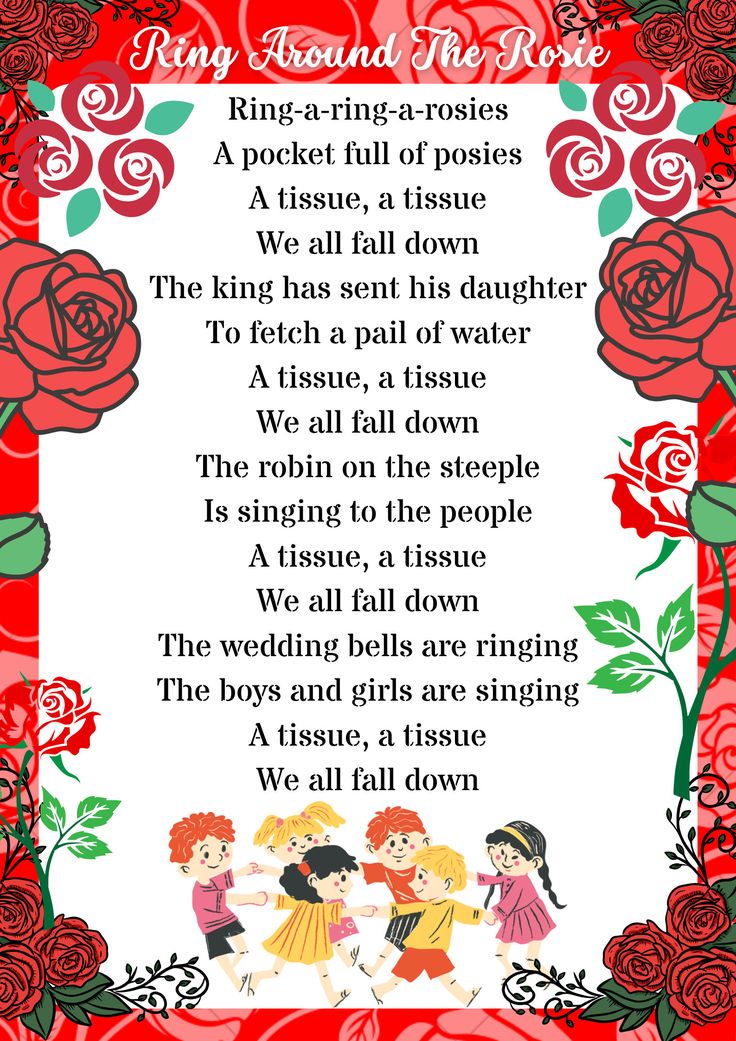 Ring Around The Rosie
Ring-a-ring-a-rosies
A pocket full of posies
A tissue, a tissue
We all fall down
The king has sent his daughter
To fetch a pail of water
A tissue, a tissue
We all fall down
The robin on the steeple
Is singing to the people
A tissue, a tissue
We all fall down
The wedding bells are ringing
The boys and girls are singing
A tissue, a tissue
We all fall down